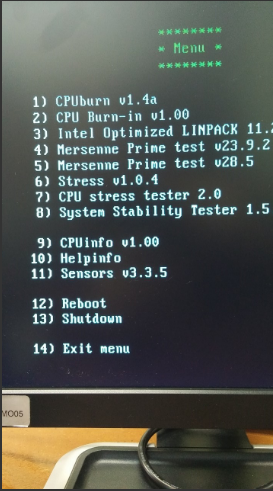 ********
* Menu *
********
1) CPUburn v1.4a
2) CPU Burn-in v1.00
3) Intel Optimized LINPACK 11.2
4) Mersenne Prime test v23.9.2
5) Mersenne Prime test v28.5
6) Stress v1.0.4
7) CPU stress tester 2.0
8) System Stability Tester 1.5
9) CPUinfo v1.00
10) Helpinfo
11) Sensors v3.3.5
12) Reboot
13) Shutdown
14) Exit menu
MO05